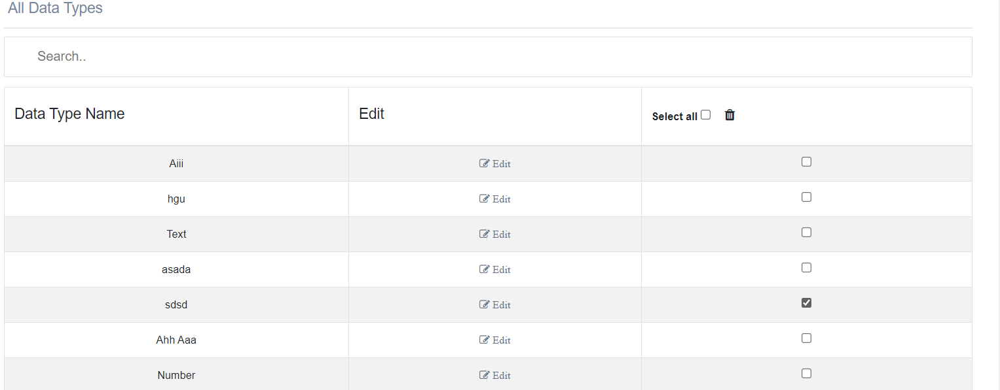 All Data Types
Search..
Data Type Name Edit Select all
Aiii Edit
hgu Edit
Text Edit
asada Edit
sdsd Edit
Ahh Aaa Edit
Number Edit